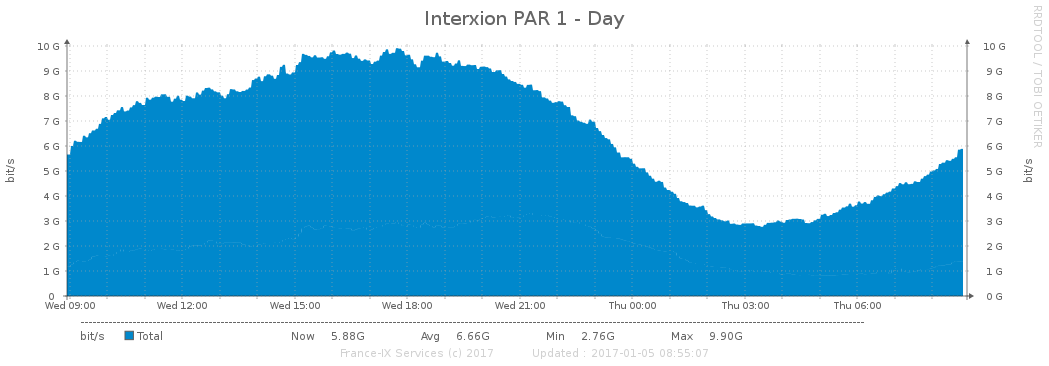 Interxion PAR 1 - Day
RRDTOOL / TOBI OETIKER
bit/s
10 G
9 G
8 G
7 G
6 G
5 G
4 G
3 G
2 G
1 G
0
10 G
9 G
8 G
7 G
6 G
5 G
4 G
3 G
2 G
1 G
0 G
bit/s
Wed 09:00 Wed 12:00 Wed 15:00 Wed 18:00 Wed 21:00 Thu 00:00 Thu 03:00 Thu 06:00
bit/s Total Now 5.88G Avg 6.66G Min 2.76G Max 9.90G
France-IX Services (c) 2017 Updated : 2017-01-05 08:55:07